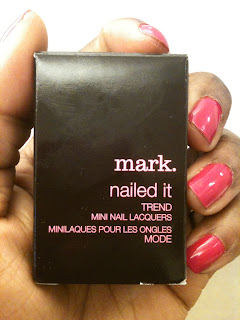 mark.
nailed it
TREND
MINI NAIL LACQUERS
MINILAQUES POUR LES ONGLES
MODE